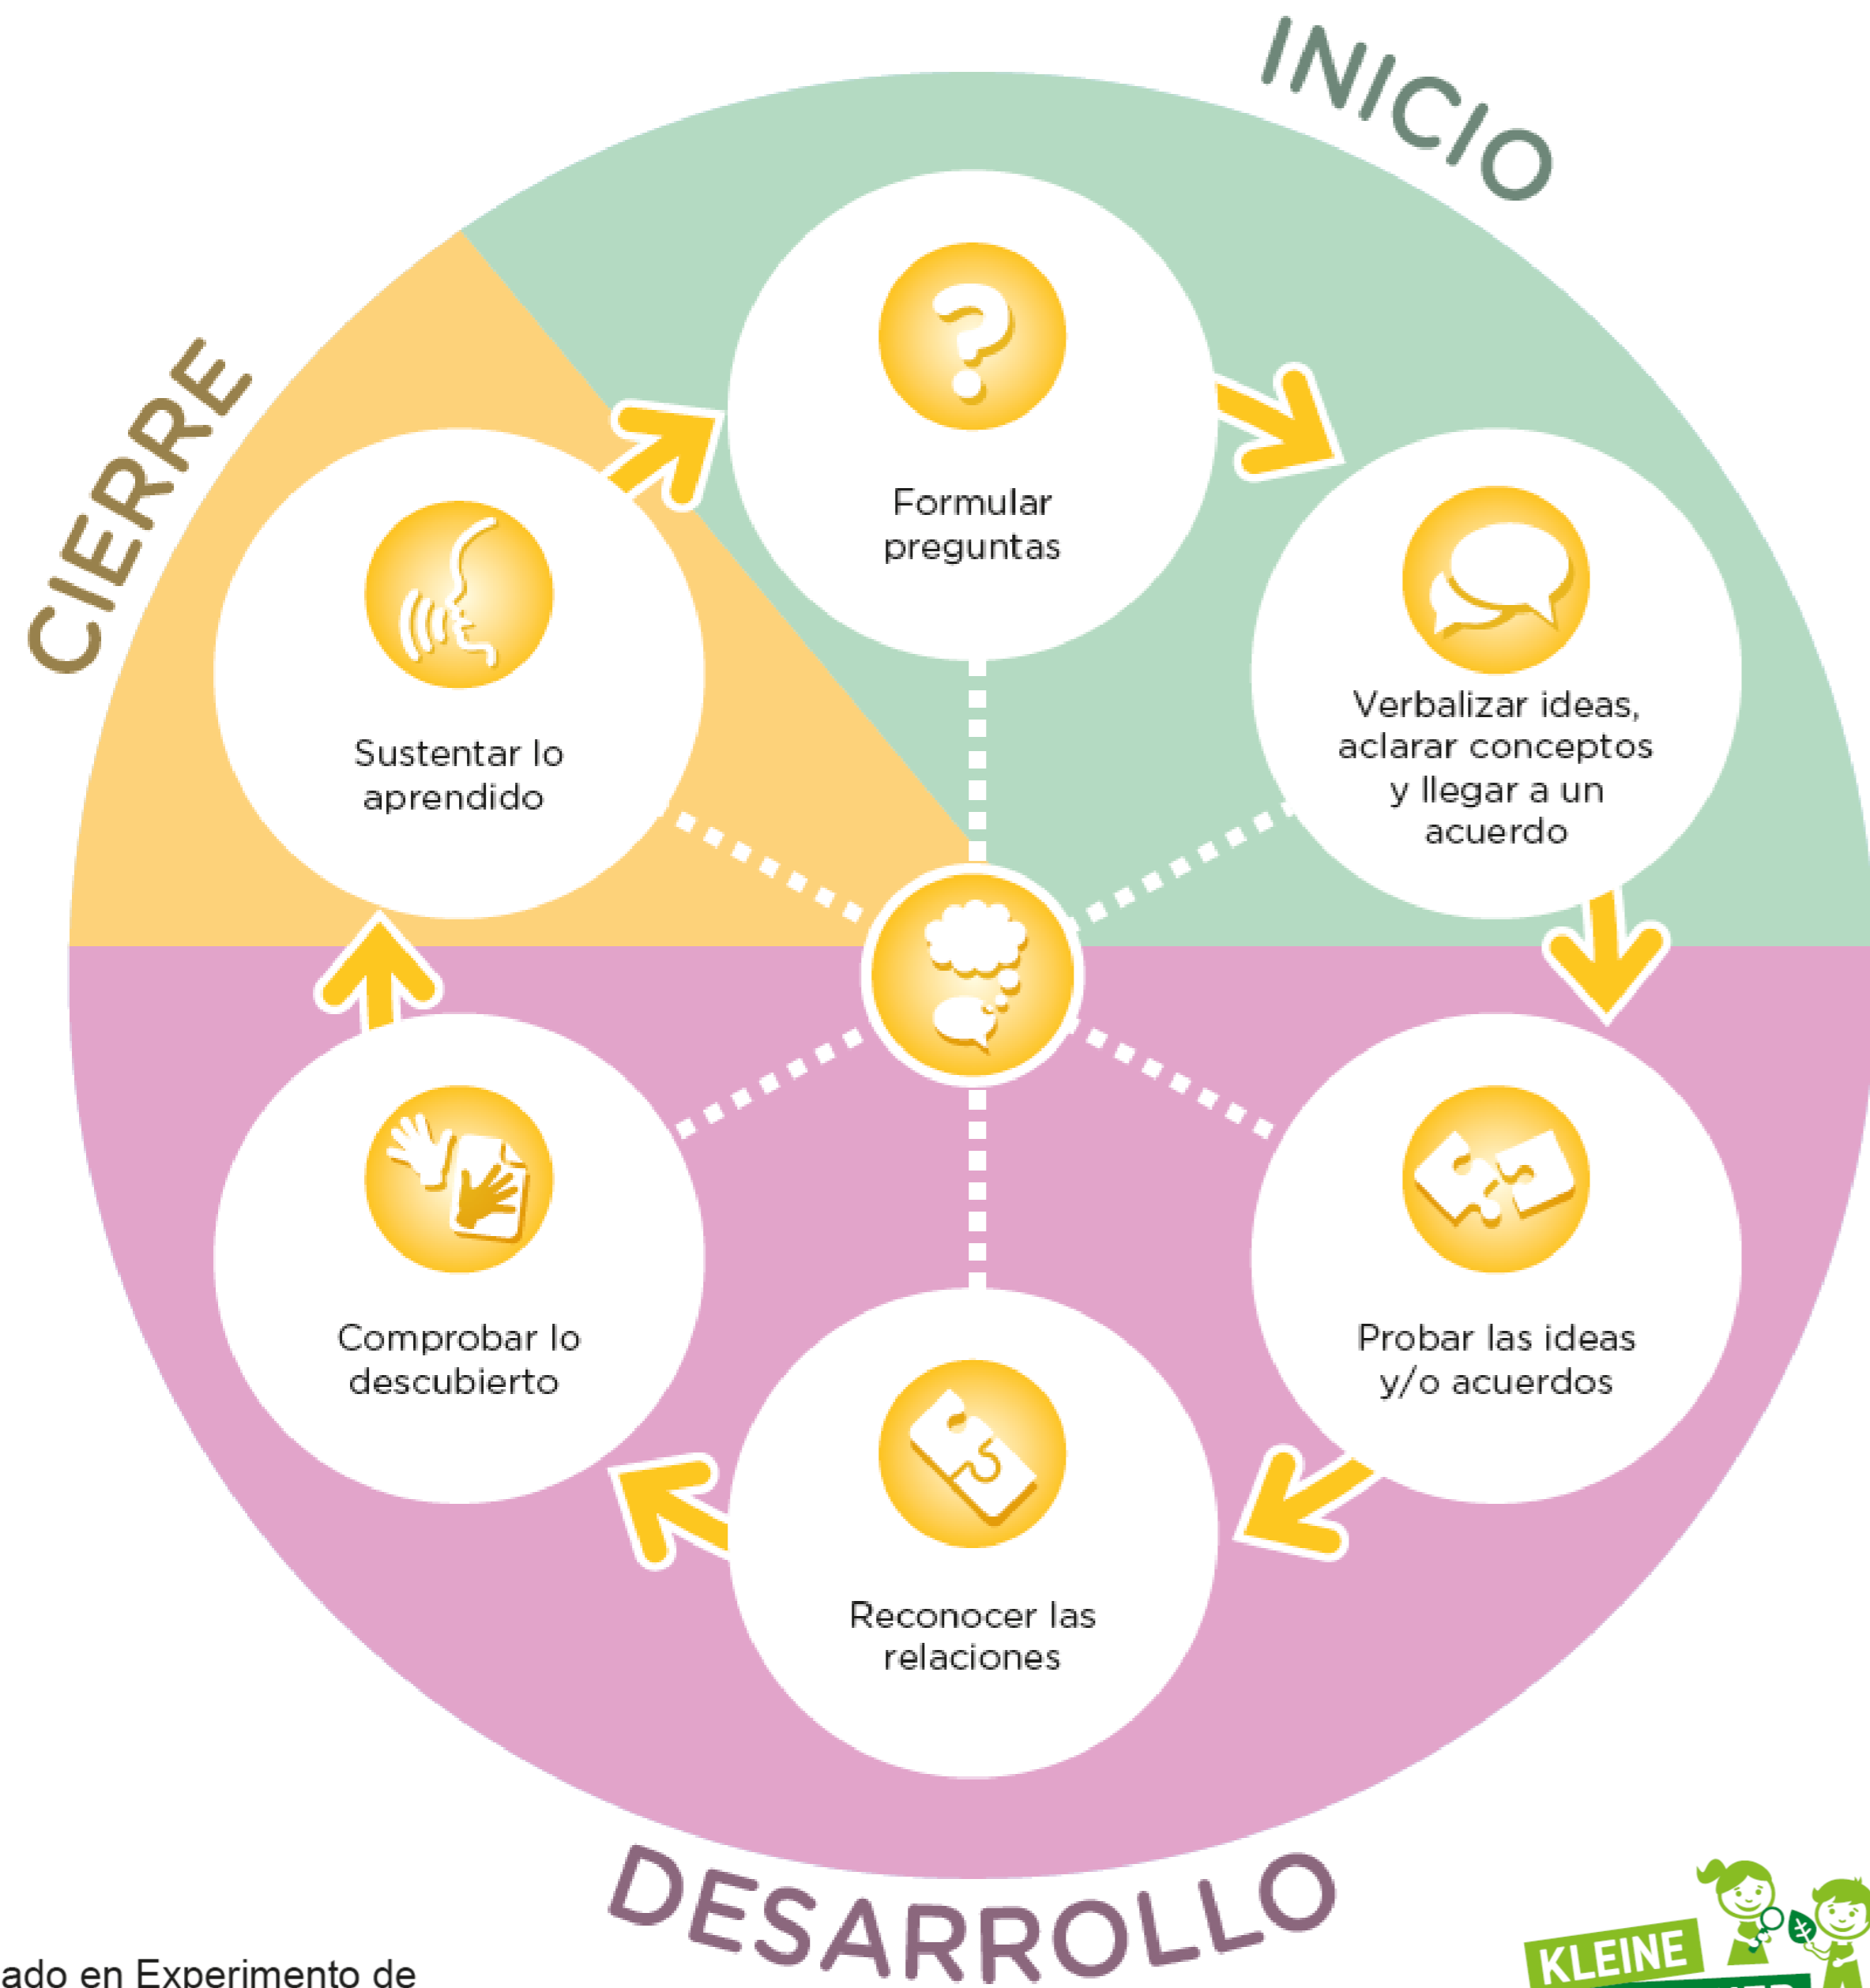 INICIO
Formular
preguntas
Verbalizar ideas,
aclarar conceptos
y llegar a un
acuerdo
Probar las ideas
y/o acuerdos
Reconocer las
relaciones
Comprobar lo
descubierto
Sustentar lo
aprendido
CIERRE
DESARROLLO
en Experimento de
KLEINE